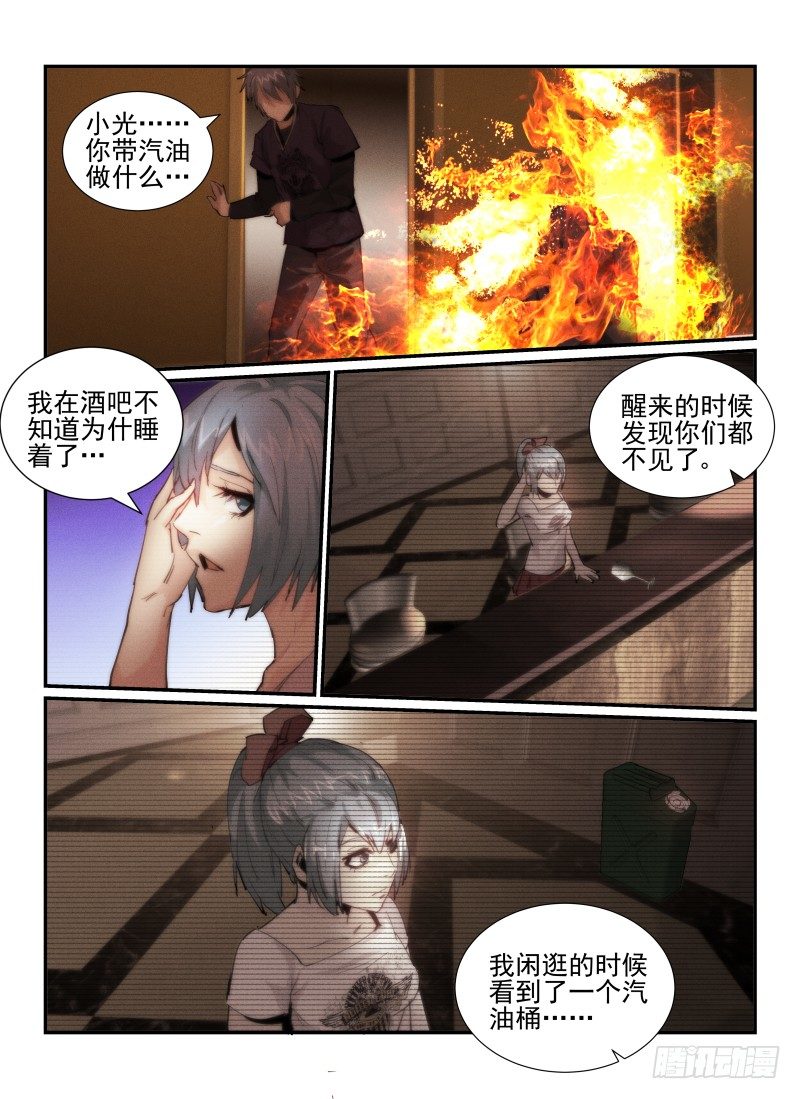 小光……
你带汽油
做什么…
我在酒吧不
知道为什睡
着了…
醒来的时候
发现你们都
不见了。
我闲逛的时候
看到了一个汽
油桶……
腾讯动漫